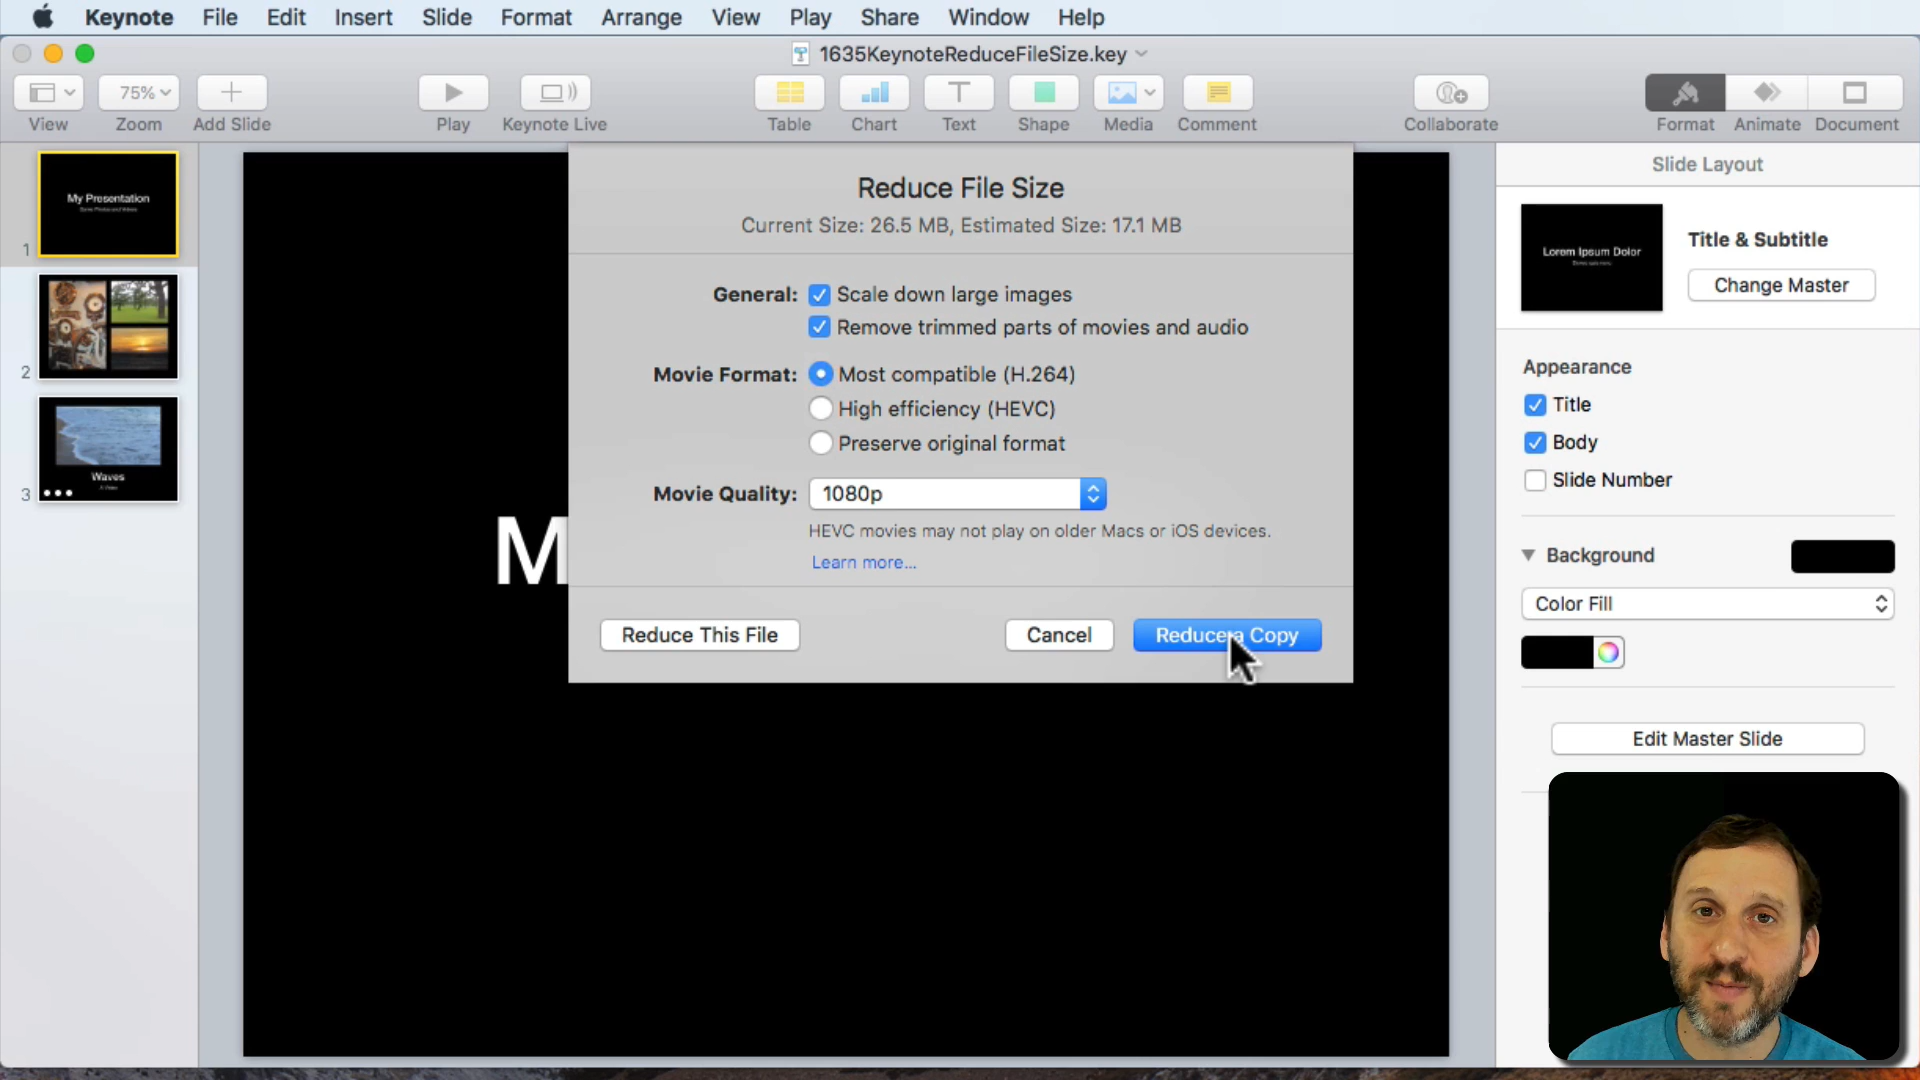 Keynote File Edit Insert Slide Format Arrange View Play Share Window Help
1635KeynoteReduceFileSize.key
75%
View Zoom Add Slide Play Keynote Live Table Chart Text Shape Media Comment Collaborate Format Animate Document
My Presentation
1
2
Waves
3
M
Reduce File Size
Current Size: 26.5 MB, Estimated Size: 17.1 MB
General: Scale down large images
Remove trimmed parts of movies and audio
Movie Format: Most compatible (H.264)
High efficiency (HEVC)
Preserve original format
Movie Quality: 1080p
HEVC movies may not play on older Macs or iOS devices.
Learn more...
Reduce This File Cancel Reduce a Copy
Slide Layout
Lorem Ipsum Dolor
Title & Subtitle
Change Master
Appearance
Title
Body
Slide Number
Background
Color Fill
Edit Master Slide